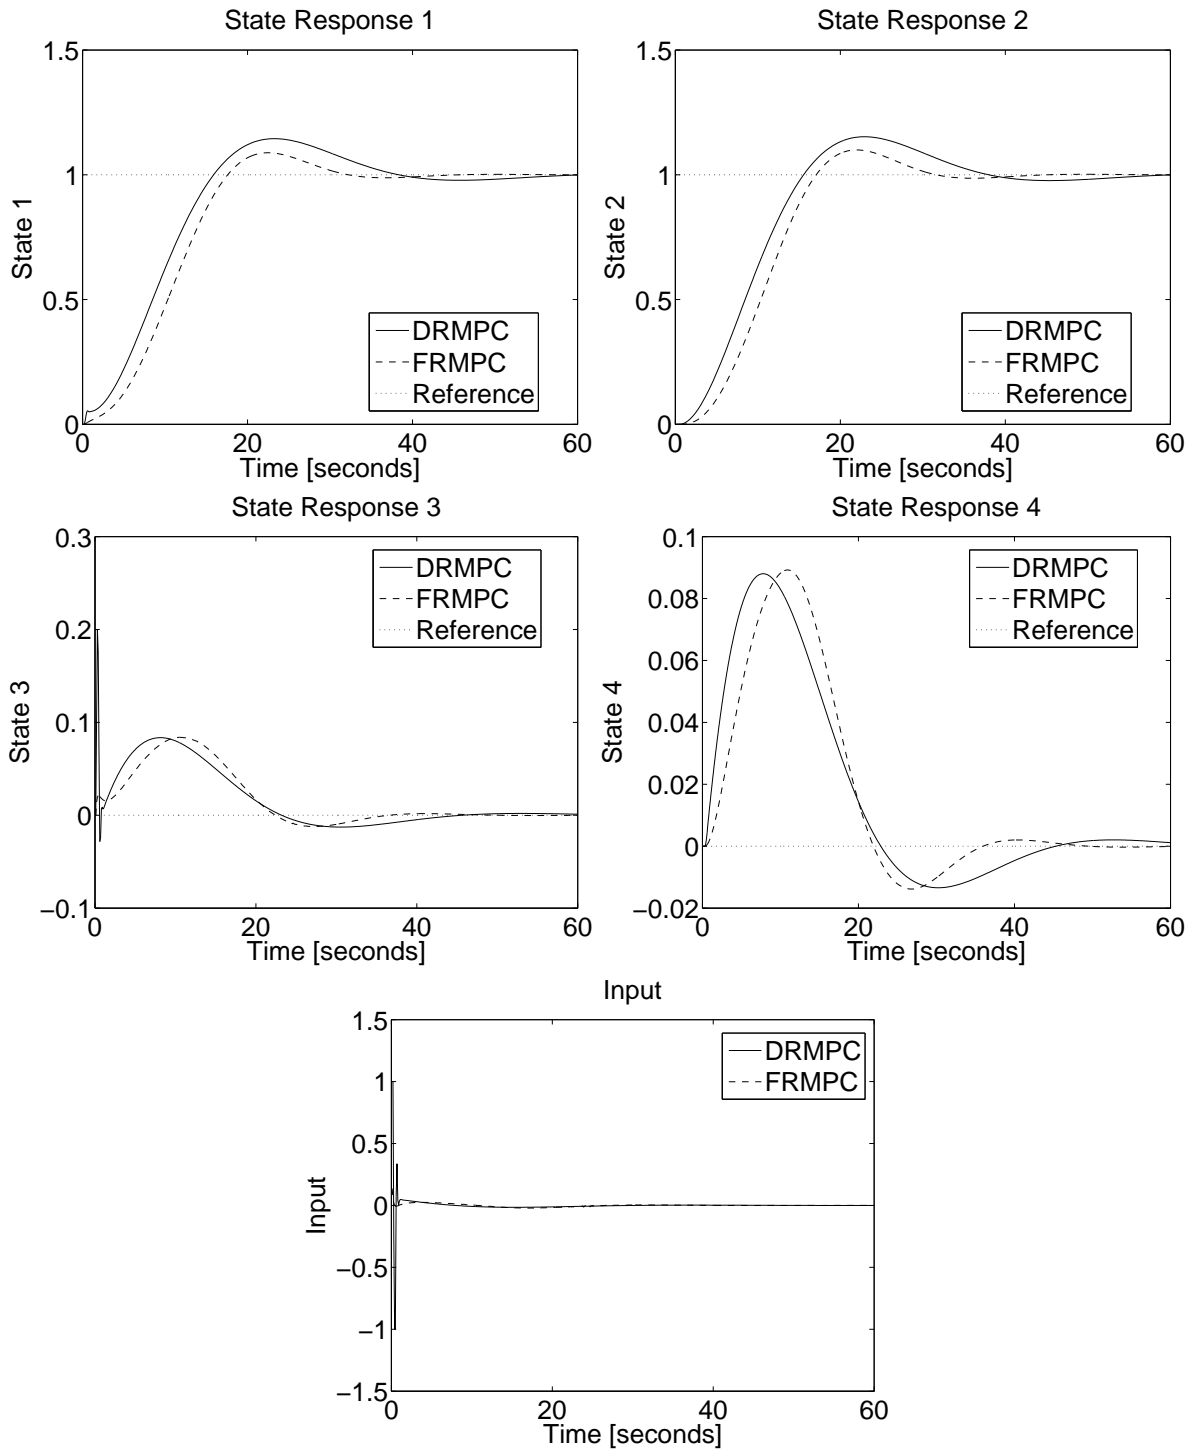 State Response 1
1.5
1
0.5
0
State 1
DRMPC
FRMPC
Reference
0 20 40 60
Time [seconds]
State Response 2
1.5
1
0.5
0
State 2
DRMPC
FRMPC
Reference
0 20 40 60
Time [seconds]
State Response 3
0.3
0.2
0.1
0
−0.1
State 3
DRMPC
FRMPC
Reference
0 20 40 60
Time [seconds]
State Response 4
0.1
0.08
0.06
0.04
0.02
0
−0.02
State 4
DRMPC
FRMPC
Reference
0 20 40 60
Time [seconds]
Input
1.5
1
0.5
0
−0.5
−1
−1.5
Input
DRMPC
FRMPC
0 20 40 60
Time [seconds]